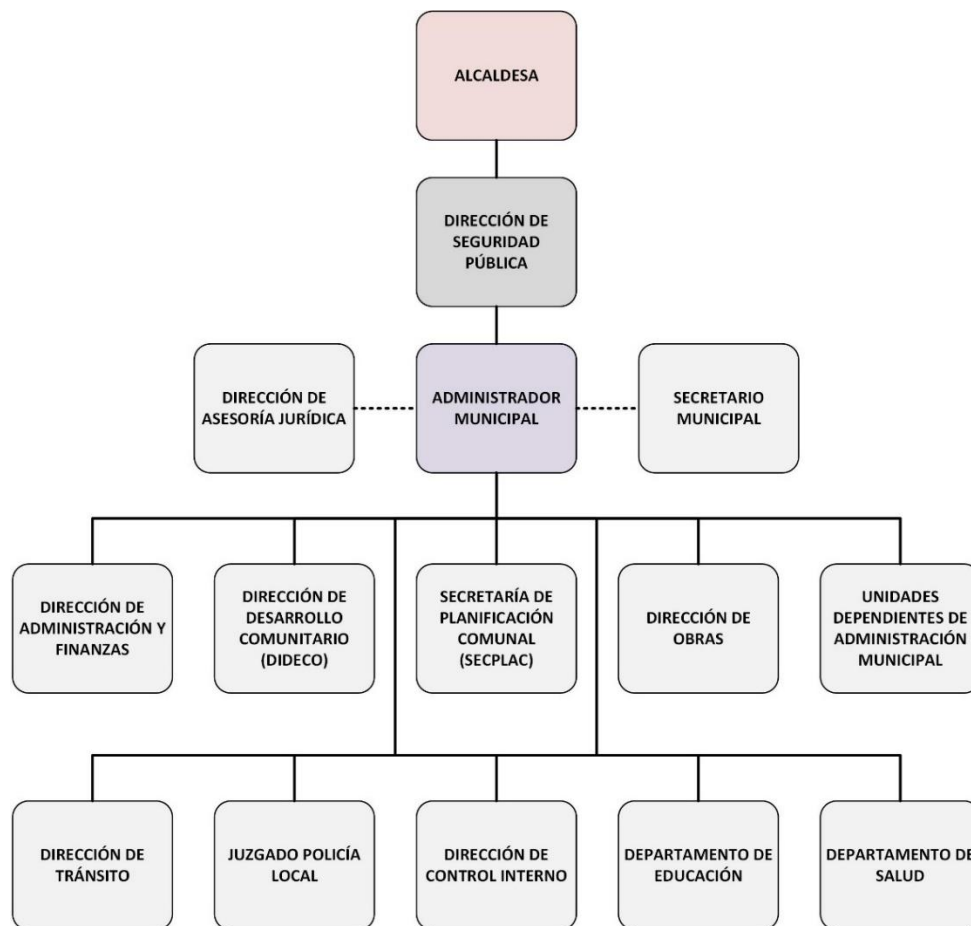 ALCALDESA
DIRECCIÓN DE
SEGURIDAD
PÚBLICA
DIRECCIÓN DE
ASESORÍA JURÍDICA
ADMINISTRADOR
MUNICIPAL
SECRETARIO
MUNICIPAL
DIRECCIÓN DE
ADMINISTRACIÓN Y
FINANZAS
DIRECCIÓN DE
DESARROLLO
COMUNITARIO
(DIDECO)
SECRETARÍA DE
PLANIFICACIÓN
COMUNAL
(SECPLAC)
DIRECCIÓN DE
OBRAS
UNIDADES
DEPENDIENTES DE
ADMINISTRACIÓN
MUNICIPAL
DIRECCIÓN DE
TRÁNSITO
JUZGADO POLICÍA
LOCAL
DIRECCIÓN DE
CONTROL INTERNO
DEPARTAMENTO DE
EDUCACIÓN
DEPARTAMENTO DE
SALUD